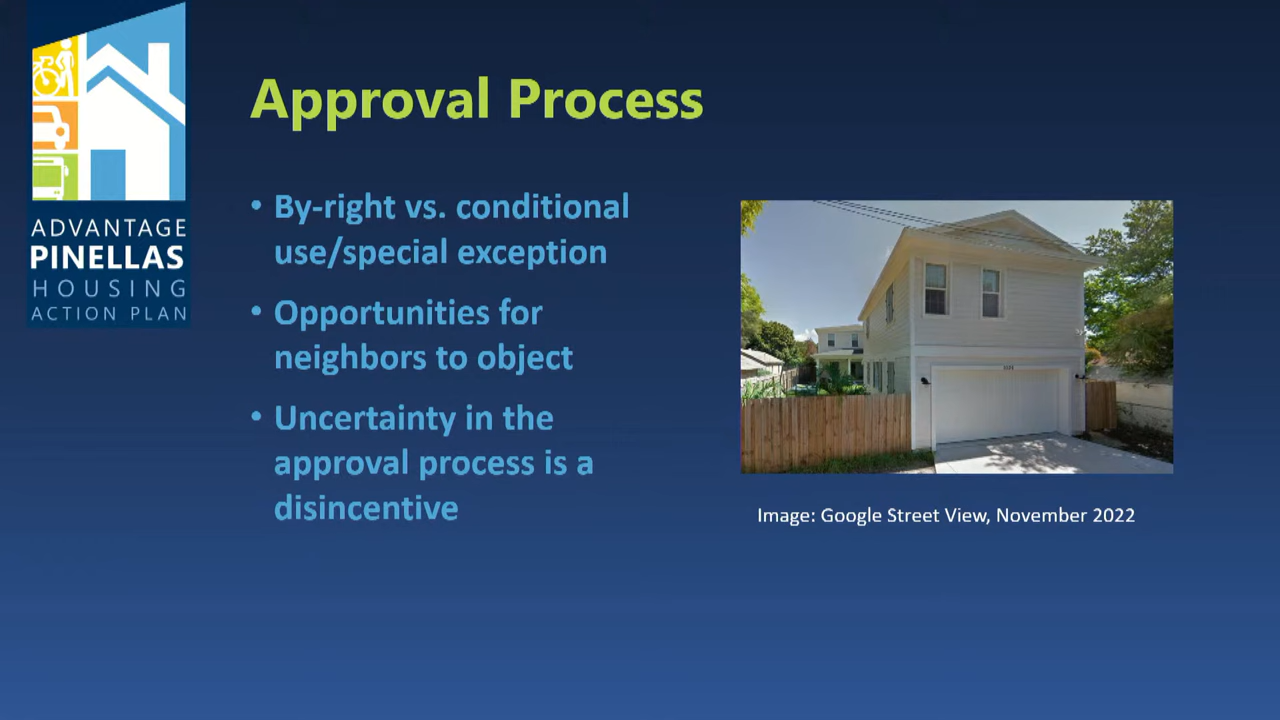 Approval Process
ADVANTAGE
PINELLAS
HOUSING
ACTION PLAN
• By-right vs. conditional
use/special exception
• Opportunities for
neighbors to object
• Uncertainty in the
approval process is a
disincentive
Image: Google Street View, November 2022